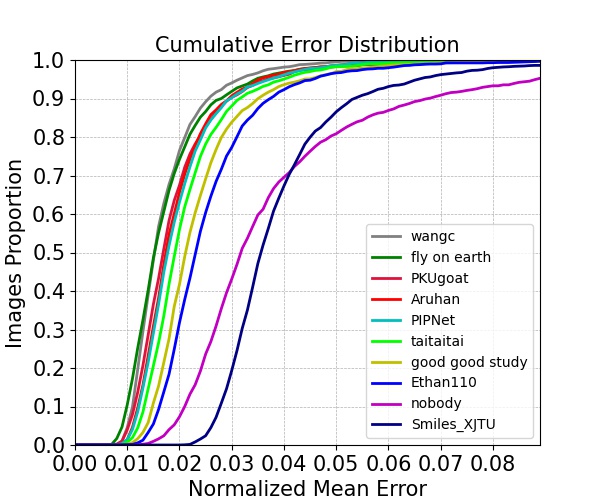 Cumulative Error Distribution
Images Proportion
1.0
0.9
0.8
0.7
0.6
0.5
0.4
0.3
0.2
0.1
0.0
wangc
fly on earth
PKUgoat
Aruhan
PIPNet
taitaitai
good good study
Ethan110
nobody
Smiles_XJTU
0.00 0.01 0.02 0.03 0.04 0.05 0.06 0.07 0.08
Normalized Mean Error